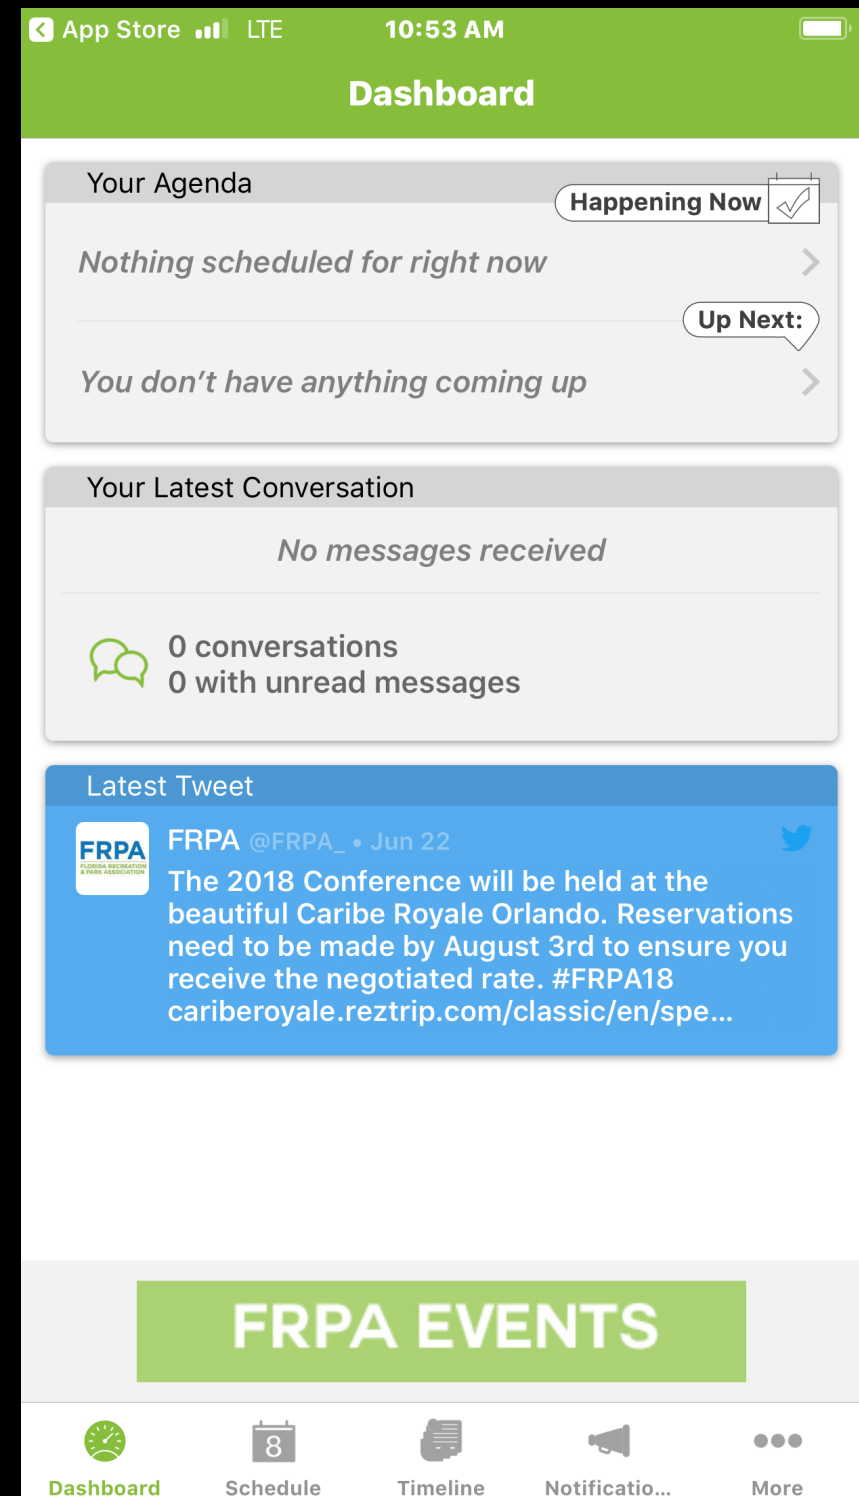 App Store LTE 10:53 AM
Dashboard
Your Agenda
Happening Now
Nothing scheduled for right now
Up Next:
You don't have anything coming up
Your Latest Conversation
No messages received
0 conversations
0 with unread messages
Latest Tweet
FRPA
FLORIDA RECREATION
& PARK ASSOCIATION
FRPA @FRPA_ • Jun 22
The 2018 Conference will be held at the
beautiful Caribe Royale Orlando. Reservations
need to be made by August 3rd to ensure you
receive the negotiated rate. #FRPA18
cariberoyale.reztrip.com/classic/en/spe...
FRPA EVENTS
8
Dashboard Schedule Timeline Notificatio... More